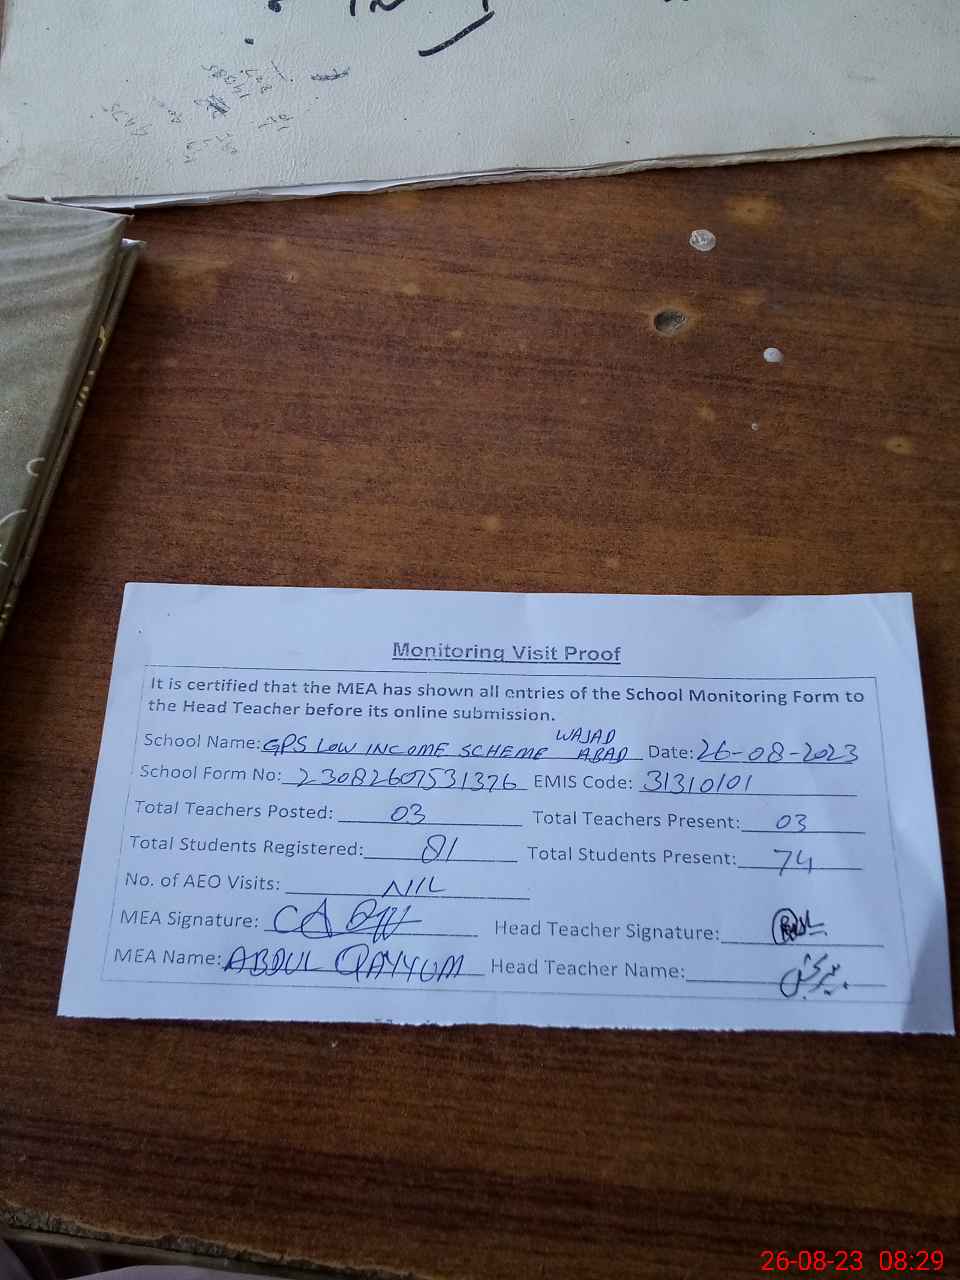 Monitoring Visit Proof
It is certified that the MEA has shown all entries of the School Monitoring Form to
the Head Teacher before its online submission.
School Name: GPS LOW INCOME SCHEME WAJAD ABAD Date: 26-08-2023
School Form No: 23082607531376 EMIS Code: 31310101
Total Teachers Posted: 03 Total Teachers Present: 03
Total Students Registered: 81 Total Students Present: 74
No. of AEO Visits: NIL
MEA Signature: Head Teacher Signature:
MEA Name: ABDUL QAYYUM Head Teacher Name:
26-08-23 08:29